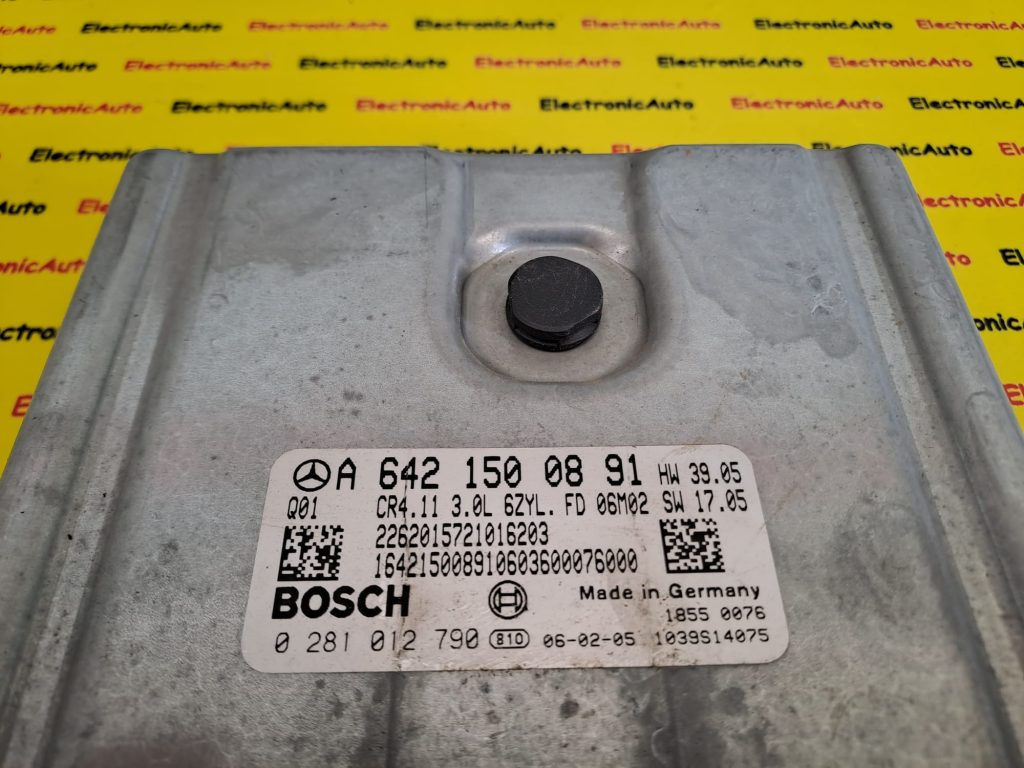 ElectronicAuto ElectronicAuto ElectronicAuto ElectronicAuto ElectronicAuto
ElectronicAuto ElectronicAuto ElectronicAuto ElectronicAuto ElectronicAuto
ElectronicAuto ElectronicAuto ElectronicAuto ElectronicAuto ElectronicAuto
ElectronicAuto ElectronicAuto ElectronicAuto ElectronicAuto ElectronicAuto
A 642 150 08 91 HW 39.05
Q01 CR4.11 3.0L 6ZYL. FD 06M02 SW 17.05
2262015721016203
164215008910603600076000
BOSCH Made in Germany
1855 0076
0 281 012 790 810 06-02-05 1039S14075